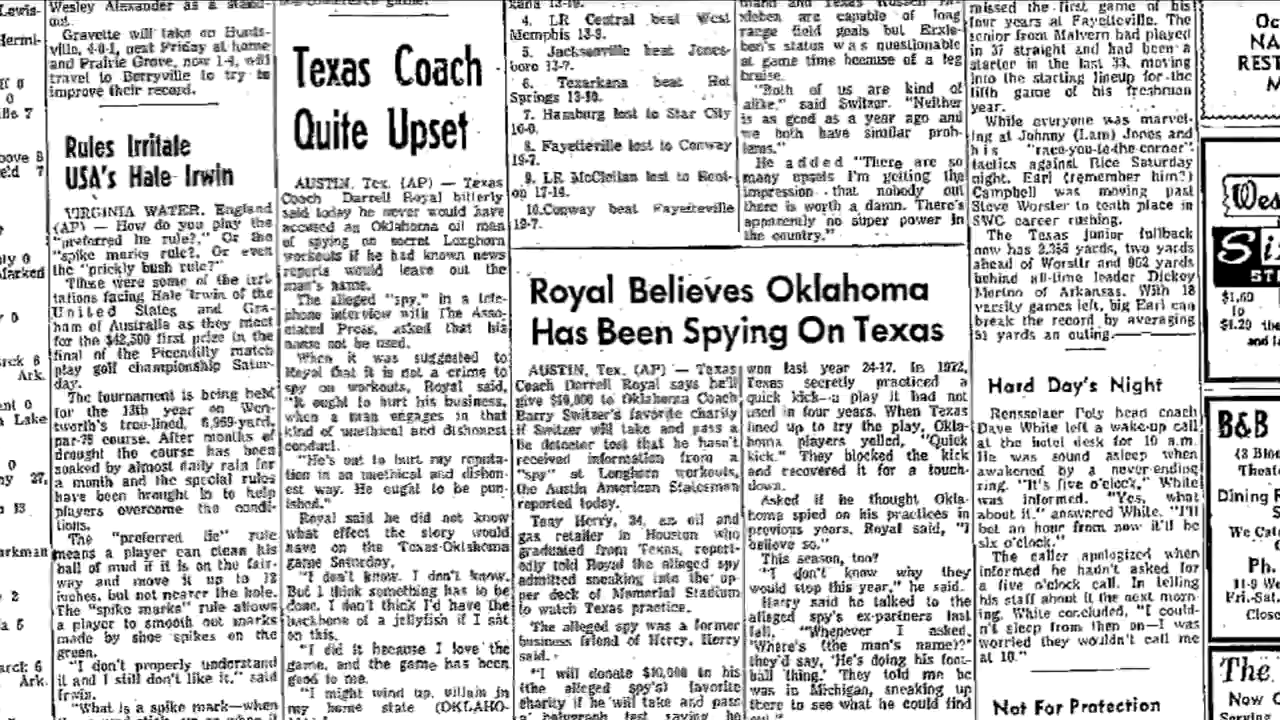 Wesley Alexander as a stand-
out.
Gravette will take on Hunts-
ville, 4-0-1, next Friday at home
and Prairie Grove, now 1-4, will
travel to Berryville to try to
improve their record.
Rules Irritate
USA's Hale Irwin
VIRGINIA WATER, England
(AP) — How do you play the
"preferred lie rule?," Or the
"spike marks rule?, Or even
the "prickly bush rule?"
These were some of the irri-
tations facing Hale Irwin of the
United States and Gra-
ham of Australia as they meet
for the $42,500 first prize in the
final of the Piccadilly match
play golf championship Satur-
day.
The tournament is being held
for the 13th year on Wen-
tworth's tree-lined, 6,969-yard,
par-75 course. After months of
drought the course has been
soaked by almost daily rain for
a month and the special rules
have been brought in to help
players overcome the condi-
tions.
The "preferred lie" rule
means a player can clean his
ball of mud if it is on the fair-
way and move it up to 12
inches, but not nearer the hole.
The "spike marks" rule allows
a player to smooth out marks
made by shoe spikes on the
green.
"I don't properly understand
it and I still don't like it," said
Irwin.
"What is a spike mark—when
Texas Coach
Quite Upset
AUSTIN, Tex. (AP) — Texas
Coach Darrell Royal bitterly
said today he never would have
accused an Oklahoma oil man
of spying on secret Longhorn
workouts if he had known news
reports would leave out the
man's name.
The alleged "spy," in a tele-
phone interview with The Asso-
ciated Press, asked that his
name not be used.
When it was suggested to
Royal that it is not a crime to
spy on workouts, Royal said,
"It ought to hurt his business,
when a man engages in that
kind of unethical and dishonest
conduct.
"He's out to hurt my reputa-
tion in an unethical and dishon-
est way. He ought to be pun-
ished."
Royal said he did not know
what effect the story would
have on the Texas-Oklahoma
game Saturday.
"I don't know. I don't know.
But I think something has to be
done. I don't think I'd have the
backbone of a jellyfish if I sat
on this.
"I did it because I love the
game, and the game has been
good to me.
"I might wind up, villain in
my home state (OKLAHO-
4. LR Central beat West
Memphis 13-9.
5. Jacksonville beat Jones-
boro 13-7.
6. Texarkana beat Hot
Springs 13-10.
7. Hamburg lost to Star City
8. Fayetteville lost to Conway
19-7.
9. LR McClellan lost to
on 17-14.
10.Conway beat Fayetteville
19-7.
are capable of long
range field goals but Erxle-
ben's status was questionable
at game time because of a leg
bruise.
"Both of us are kind of
alike," said Switzer. "Neither
is as good as a year ago and
we both have similar prob-
lems."
He added "There are so
many upsets I'm getting the
impression that nobody out
there is worth a damn. There's
apparently no super power in
the country."
Royal Believes Oklahoma
Has Been Spying On Texas
AUSTIN, Tex. (AP) — Texas
Coach Darrell Royal says he'll
give $10,000 to Oklahoma Coach
Barry Switzer's favorite charity
if Switzer will take and pass a
lie detector test that he hasn't
received information from a
"spy" at Longhorn workouts,
the Austin American Statesman
reported today.
Tony Herry, 34, an oil and
gas retailer in Houston who
graduated from Texas, report-
edly told Royal the alleged spy
admitted sneaking into the up-
per deck of Memorial Stadium
to watch Texas practice.
The alleged spy was a former
business friend of Herry, Herry
said.
"I will donate $10,000 to his
(the alleged spy's) favorite
charity if he will take and pass
won last year 24-17. In 1972,
Texas secretly practiced a
quick kick—a play it had not
used in four years. When Texas
lined up to try the play, Okla-
homa players yelled, "Quick
kick." They blocked the kick
and recovered it for a touch-
down.
Asked if he thought Okla-
homa spied on his practices in
previous years, Royal said, "I
believe so."
This season, too?
"I don't know why they
would stop this year," he said.
Harry said he talked to the
alleged spy's ex-partners last
fall. "Whenever I asked,
'Where's (the man's name)?'
they'd say, 'He's doing his foot-
ball thing.' They told me he
was in Michigan, sneaking up
there to see what he could find
missed the first game of his
four years at Fayetteville. The
senior from Malvern had played
in 37 straight and had been a
starter in the last 33, moving
into the starting lineup for the
fifth game of his freshman
year.
While everyone was marvel-
ing at Johnny (Lam) Jones and
his "race-you-to-the-corner"
tactics against Rice Saturday
night, Earl (remember him?)
Campbell was moving past
Steve Worster to tenth place in
SWC career rushing.
The Texas junior fullback
now has 2,355 yards, two yards
ahead of Worster and 962 yards
behind all-time leader Dickey
Morton of Arkansas. With 18
varsity games left, big Earl can
break the record by averaging
51 yards an outing.
Hard Day's Night
Rensselaer Poly head coach
Dave White left a wake-up call
at the hotel desk for 10 a.m.
He was sound asleep when
awakened by a never-ending
ring. "It's five o'clock," White
was informed. "Yes, what
about it," answered White. "I'll
bet an hour from now it'll be
six o'clock."
The caller apologized when
informed he hadn't asked for
a five o'clock call. In telling
his staff about it the next morn-
ing, White concluded, "I could-
n't sleep from then on—I was
worried they wouldn't call me
at 10."
Not For Protection
$1.60
to
$1.20
B&B
Dining
We
Ph.
11-9
Fri.-Sat.
The
Now